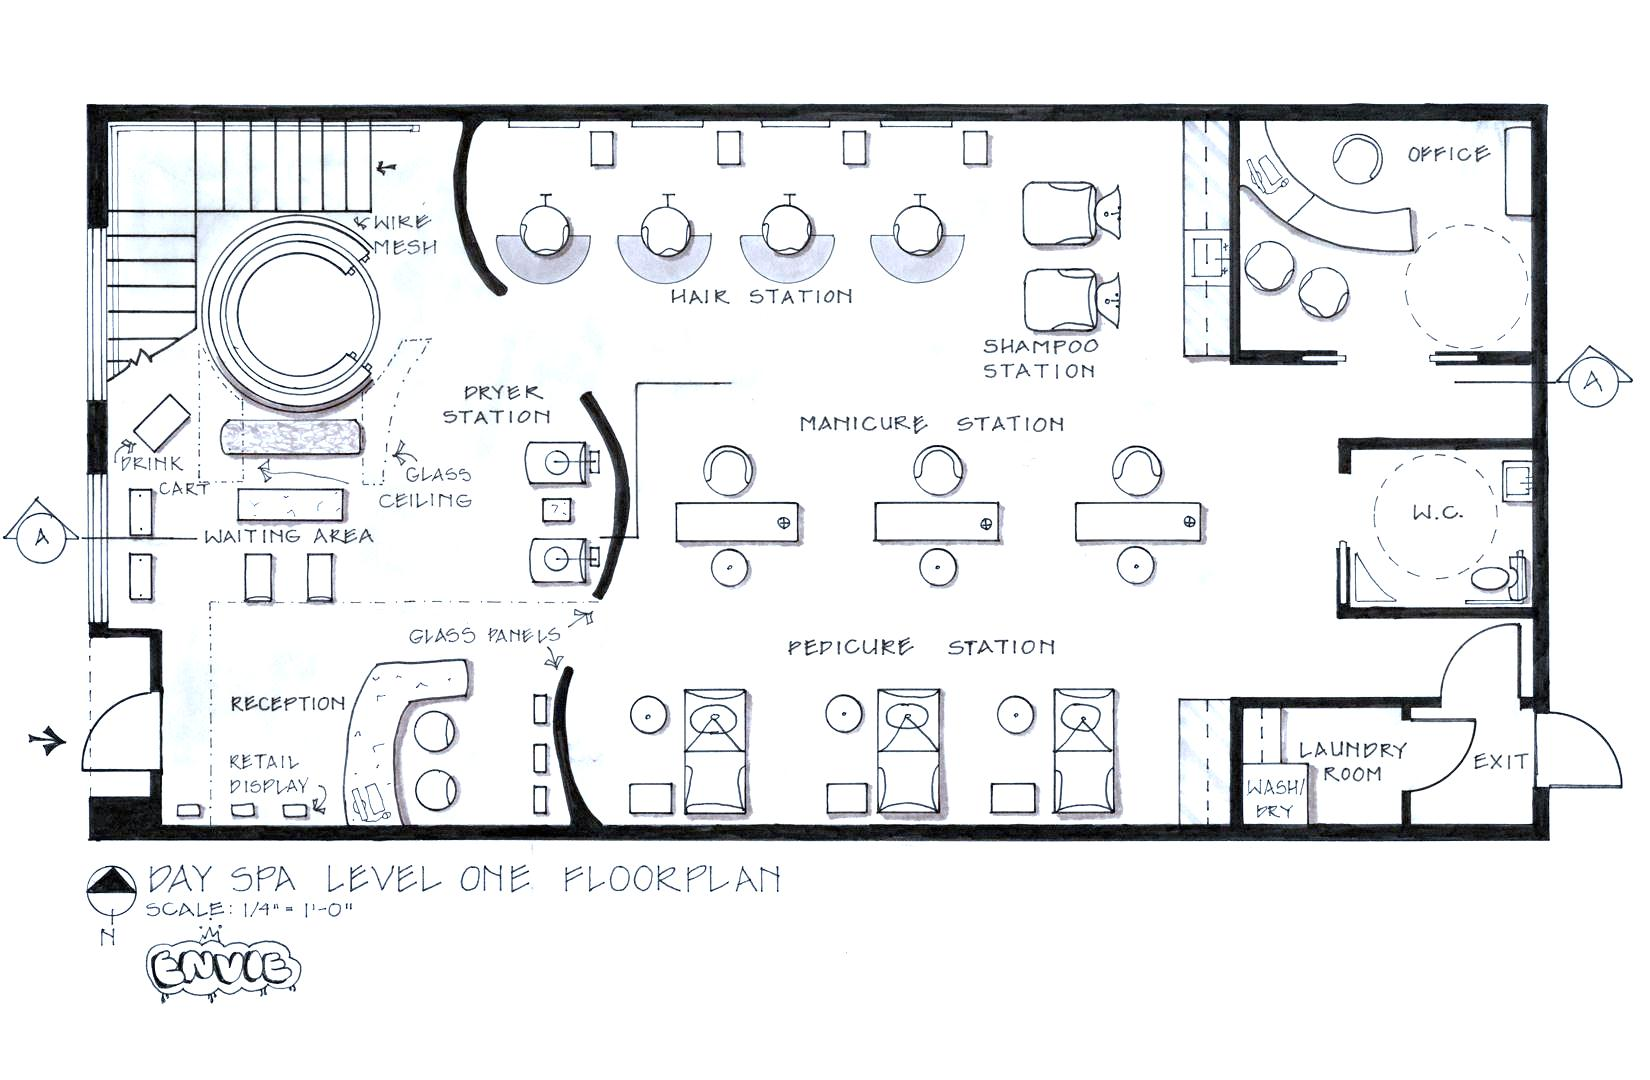 OFFICE
WIRE
MESH
HAIR STATION
SHAMPOO
STATION
A
DRYER
STATION
MANICURE STATION
DRINK
CART
GLASS
CEILING
W.C.
A
WAITING AREA
GLASS PANELS
PEDICURE STATION
RECEPTION
RETAIL
DISPLAY
LAUNDRY
ROOM
EXIT
WASH/
DRY
DAY SPA LEVEL ONE FLOORPLAN
SCALE: 1/4" = 1'-0"
N
ENVIE